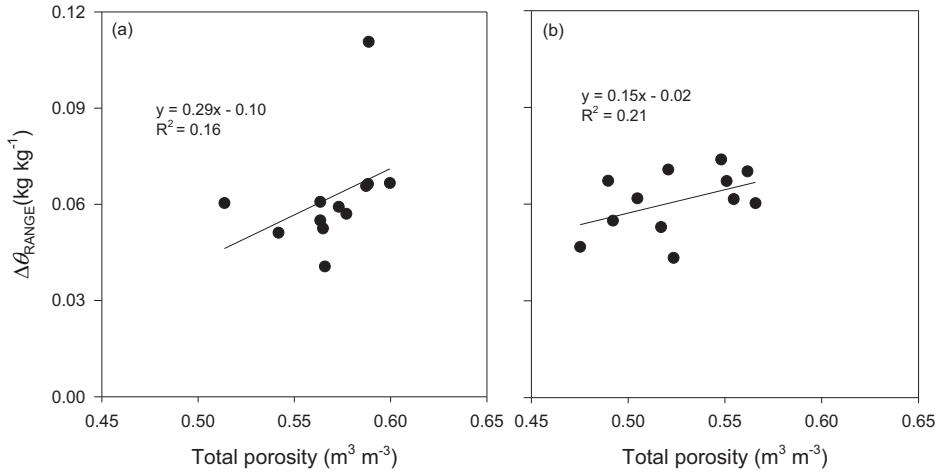 (a)
y = 0.29x - 0.10
R² = 0.16
0.12
0.09
0.06
0.03
0.00
ΔθRANGE(kg kg⁻¹)
0.45 0.50 0.55 0.60 0.65
Total porosity (m³ m⁻³)
(b)
y = 0.15x - 0.02
R² = 0.21
0.45 0.50 0.55 0.60 0.65
Total porosity (m³ m⁻³)